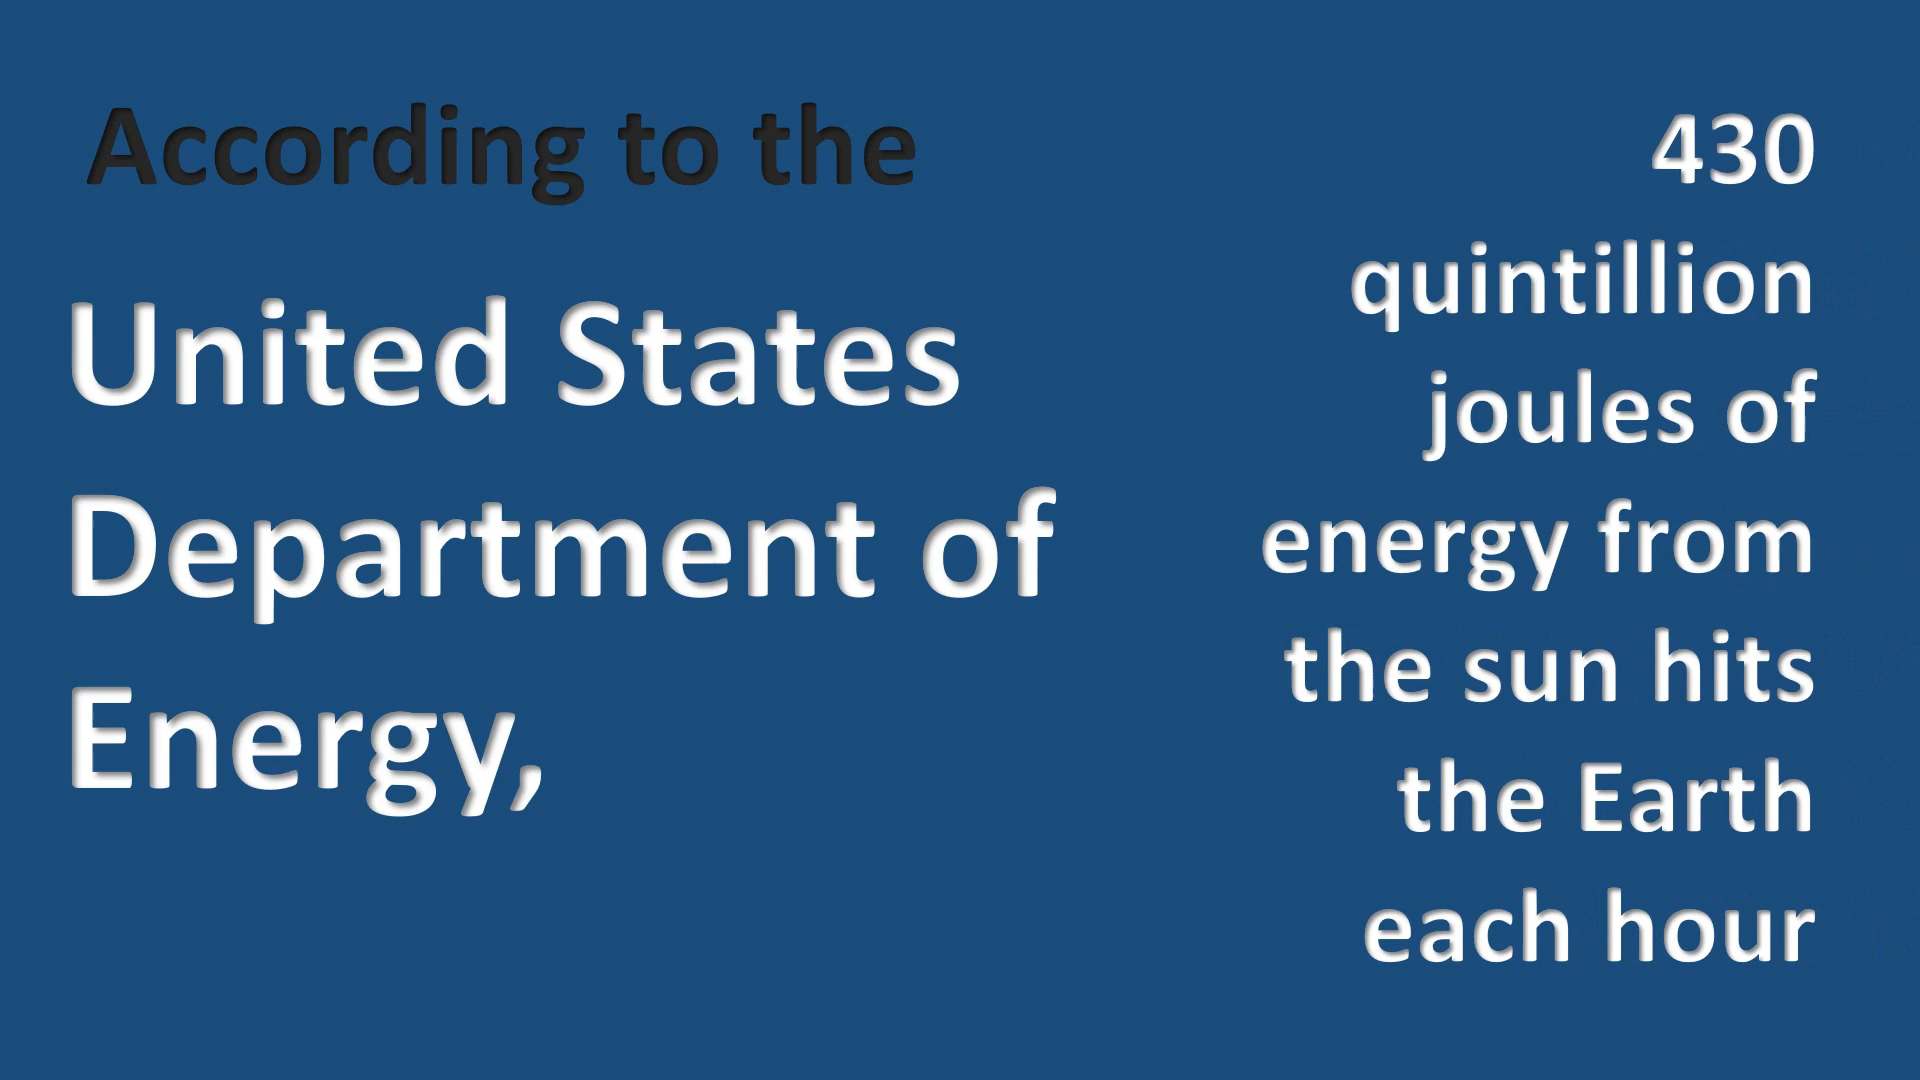 According to the
United States
Department of
Energy,
430
quintillion
joules of
energy from
the sun hits
the Earth
each hour